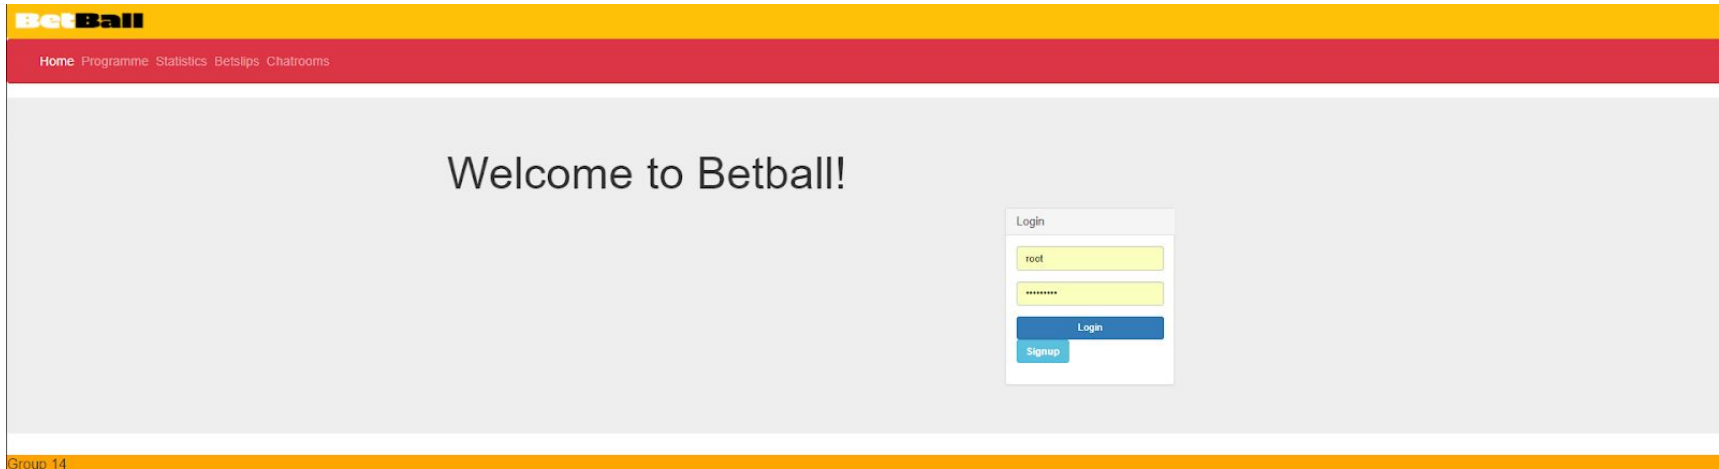 BetBall
Home Programme Statistics Betslips Chatrooms
Welcome to Betball!
Login
root
•••••••••
Login
Signup
Group 14